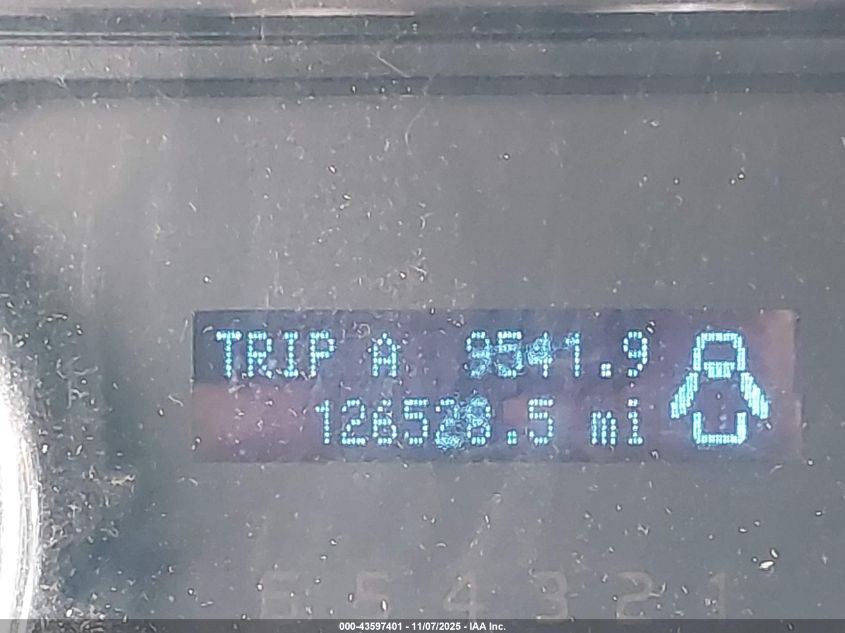 TRIP A 9541.9
126528.5 mi
6 5 4 3 2 1
000-43597401 - 11/07/2025 - IAA Inc.